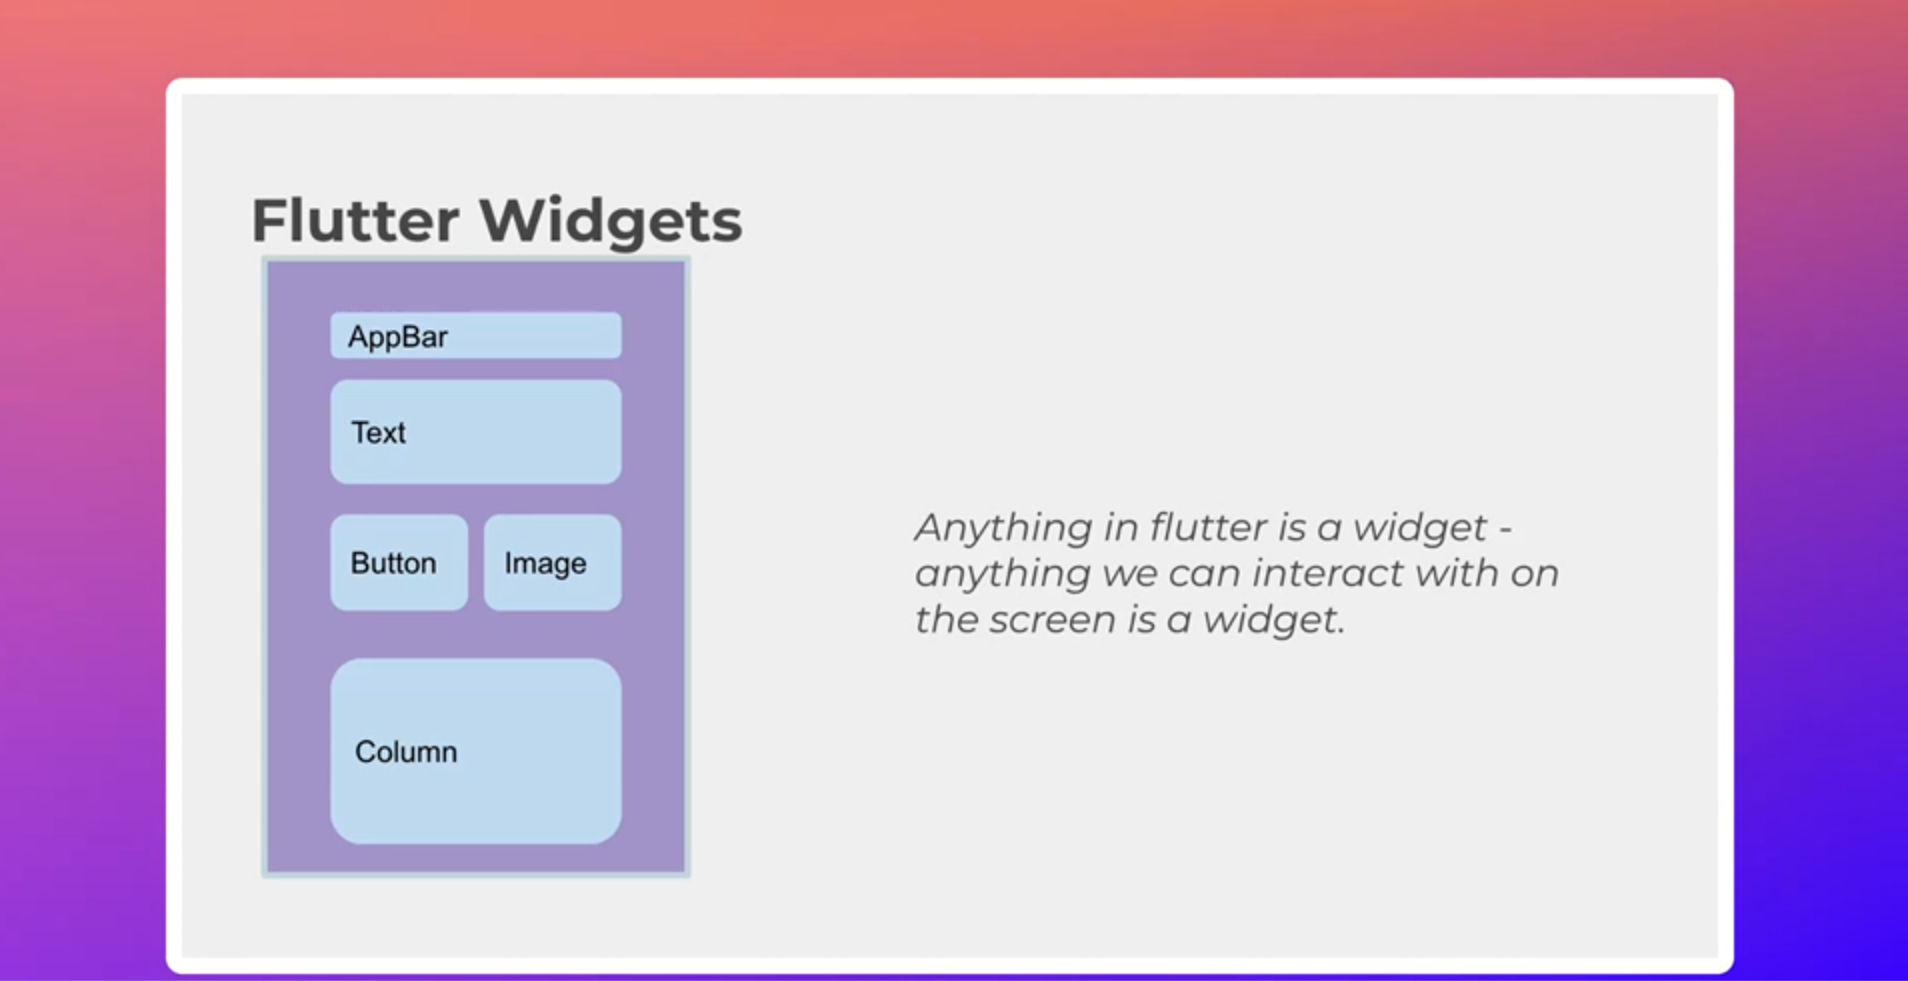 Flutter Widgets
AppBar
Text
Button Image
Column
Anything in flutter is a widget -
anything we can interact with on
the screen is a widget.